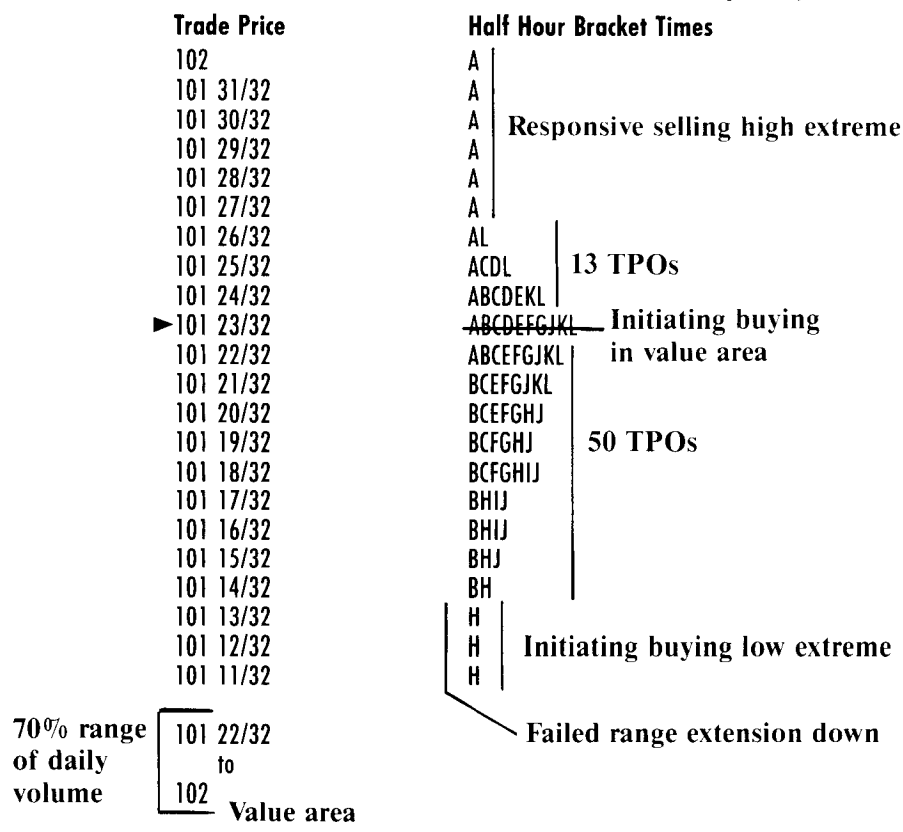 Trade Price Half Hour Bracket Times
102 A
101 31/32 A
101 30/32 A Responsive selling high extreme
101 29/32 A
101 28/32 A
101 27/32 A
101 26/32 AL
101 25/32 ACDL 13 TPOs
101 24/32 ABCDEKL
►101 23/32 ABCDEFGJKL Initiating buying
101 22/32 ABCEFGJKL in value area
101 21/32 BCEFGJKL
101 20/32 BCEFGHJ
101 19/32 BCFGHJ 50 TPOs
101 18/32 BCFGHIJ
101 17/32 BHIJ
101 16/32 BHIJ
101 15/32 BHJ
101 14/32 BH
101 13/32 H
101 12/32 H Initiating buying low extreme
101 11/32 H
70% range 101 22/32 Failed range extension down
of daily to
volume 102
Value area